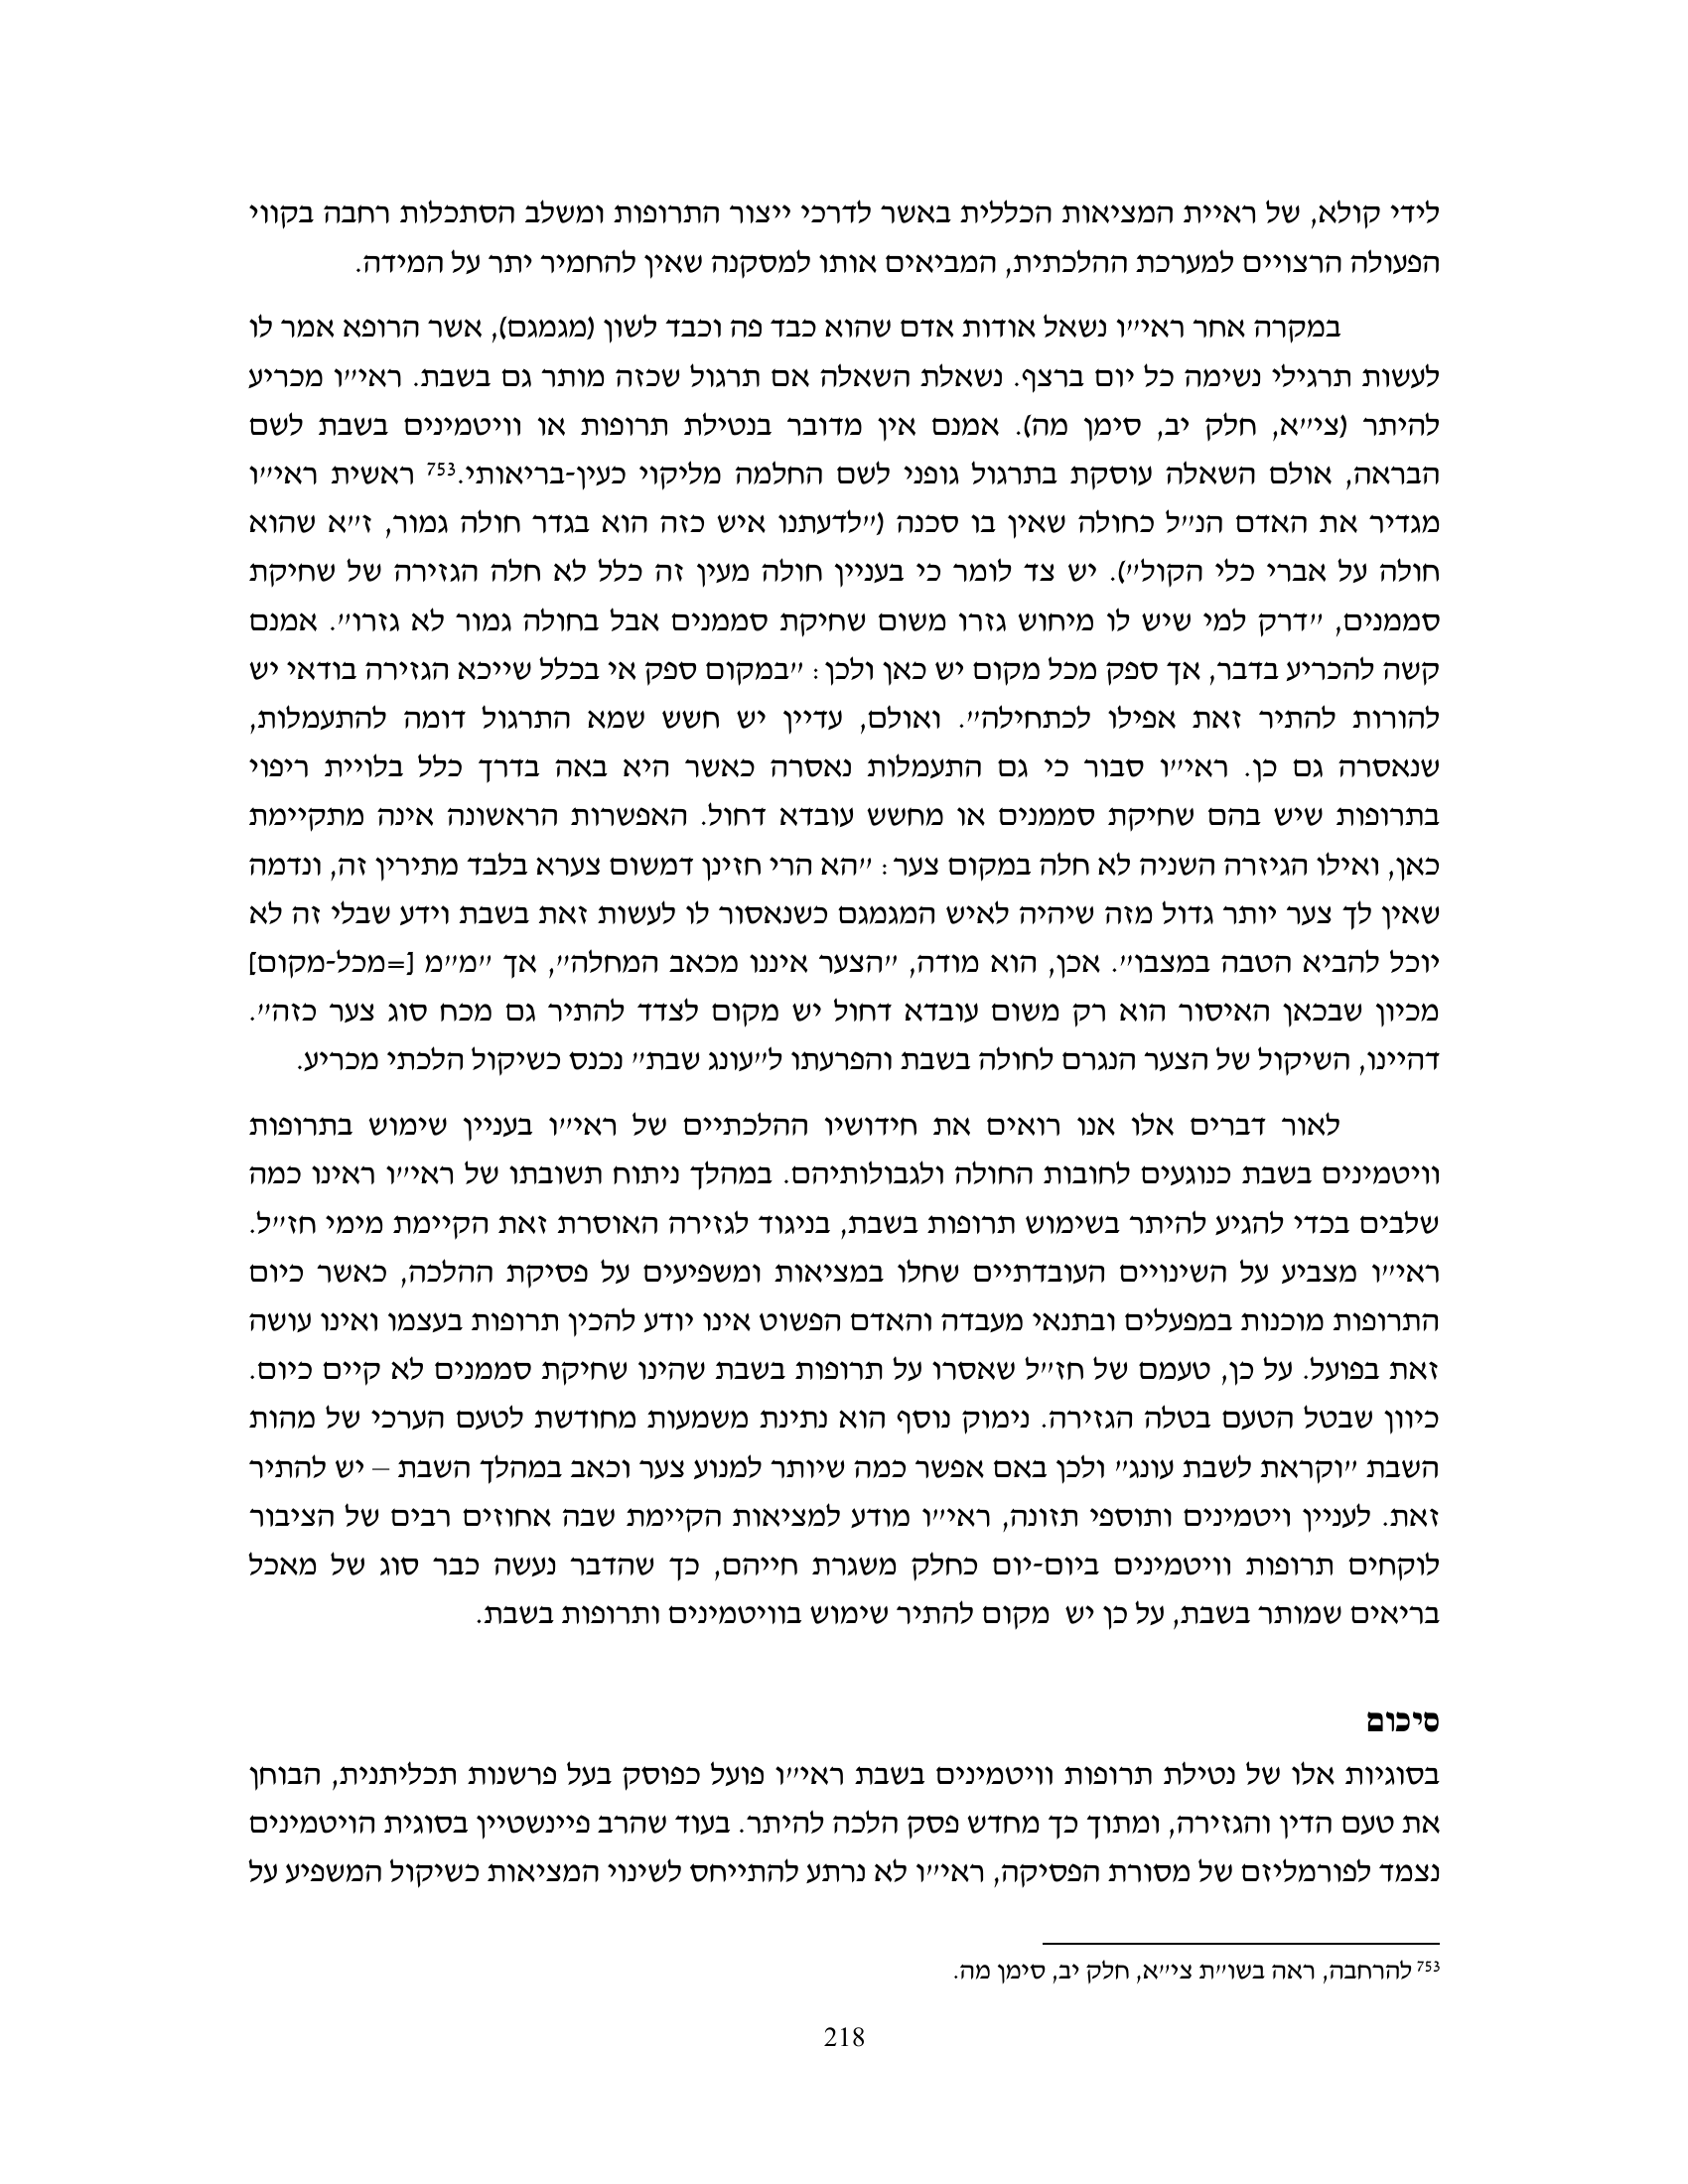 לידי קולא, של ראיית המציאות הכללית באשר לדרכי ייצור התרופות ומשלב הסתכלות רחבה בקווי
הפעולה הרצויים למערכת ההלכתית, המביאים אותו למסקנה שאין להחמיר יתר על המידה.
במקרה אחר ראי״ו נשאל אודות אדם שהוא כבד פה וכבד לשון (מגמגם), אשר הרופא אמר לו
לעשות תרגילי נשימה כל יום ברצף. נשאלת השאלה אם תרגול שכזה מותר גם בשבת. ראי״ו מכריע
להיתר (צי״א, חלק יב, סימן מה). אמנם אין מדובר בנטילת תרופות או וויטמינים בשבת לשם
הבראה, אולם השאלה עוסקת בתרגול גופני לשם החלמה מליקוי כעין-בריאותי.753 ראשית ראי״ו
מגדיר את האדם הנ״ל כחולה שאין בו סכנה (״לדעתנו איש כזה הוא בגדר חולה גמור, ז״א שהוא
חולה על אברי כלי הקול״). יש צד לומר כי בעניין חולה מעין זה כלל לא חלה הגזירה של שחיקת
סממנים, ״דרק למי שיש לו מיחוש גזרו משום שחיקת סממנים אבל בחולה גמור לא גזרו״. אמנם
קשה להכריע בדבר, אך ספק מכל מקום יש כאן ולכן: ״במקום ספק אי בכלל שייכא הגזירה בודאי יש
להורות להתיר זאת אפילו לכתחילה״. ואולם, עדיין יש חשש שמא התרגול דומה להתעמלות,
שנאסרה גם כן. ראי״ו סבור כי גם התעמלות נאסרה כאשר היא באה בדרך כלל בלויית ריפוי
בתרופות שיש בהם שחיקת סממנים או מחשש עובדא דחול. האפשרות הראשונה אינה מתקיימת
כאן, ואילו הגיזרה השניה לא חלה במקום צער: ״הא הרי חזינן דמשום צערא בלבד מתירין זה, ונדמה
שאין לך צער יותר גדול מזה שיהיה לאיש המגמגם כשנאסור לו לעשות זאת בשבת וידע שבלי זה לא
יוכל להביא הטבה במצבו״. אכן, הוא מודה, ״הצער איננו מכאב המחלה״, אך ״מ״מ [=מכל-מקום]
מכיון שבכאן האיסור הוא רק משום עובדא דחול יש מקום לצדד להתיר גם מכח סוג צער כזה״.
דהיינו, השיקול של הצער הנגרם לחולה בשבת והפרעתו ל״עונג שבת״ נכנס כשיקול הלכתי מכריע.
לאור דברים אלו אנו רואים את חידושיו ההלכתיים של ראי״ו בעניין שימוש בתרופות
וויטמינים בשבת כנוגעים לחובות החולה ולגבולותיהם. במהלך ניתוח תשובתו של ראי״ו ראינו כמה
שלבים בכדי להגיע להיתר בשימוש תרופות בשבת, בניגוד לגזירה האוסרת זאת הקיימת מימי חז״ל.
ראי״ו מצביע על השינויים העובדתיים שחלו במציאות ומשפיעים על פסיקת ההלכה, כאשר כיום
התרופות מוכנות במפעלים ובתנאי מעבדה והאדם הפשוט אינו יודע להכין תרופות בעצמו ואינו עושה
זאת בפועל. על כן, טעמם של חז״ל שאסרו על תרופות בשבת שהינו שחיקת סממנים לא קיים כיום.
כיוון שבטל הטעם בטלה הגזירה. נימוק נוסף הוא נתינת משמעות מחודשת לטעם הערכי של מהות
השבת ״וקראת לשבת עונג״ ולכן באם אפשר כמה שיותר למנוע צער וכאב במהלך השבת – יש להתיר
זאת. לעניין ויטמינים ותוספי תזונה, ראי״ו מודע למציאות הקיימת שבה אחוזים רבים של הציבור
לוקחים תרופות וויטמינים ביום-יום כחלק משגרת חייהם, כך שהדבר נעשה כבר סוג של מאכל
בריאים שמותר בשבת, על כן יש מקום להתיר שימוש בוויטמינים ותרופות בשבת.
סיכום
בסוגיות אלו של נטילת תרופות וויטמינים בשבת ראי״ו פועל כפוסק בעל פרשנות תכליתנית, הבוחן
את טעם הדין והגזירה, ומתוך כך מחדש פסק הלכה להיתר. בעוד שהרב פיינשטיין בסוגית הויטמינים
נצמד לפורמליזם של מסורת הפסיקה, ראי״ו לא נרתע להתייחס לשינוי המציאות כשיקול המשפיע על
753 להרחבה, ראה בשו״ת צי״א, חלק יב, סימן מה.
218